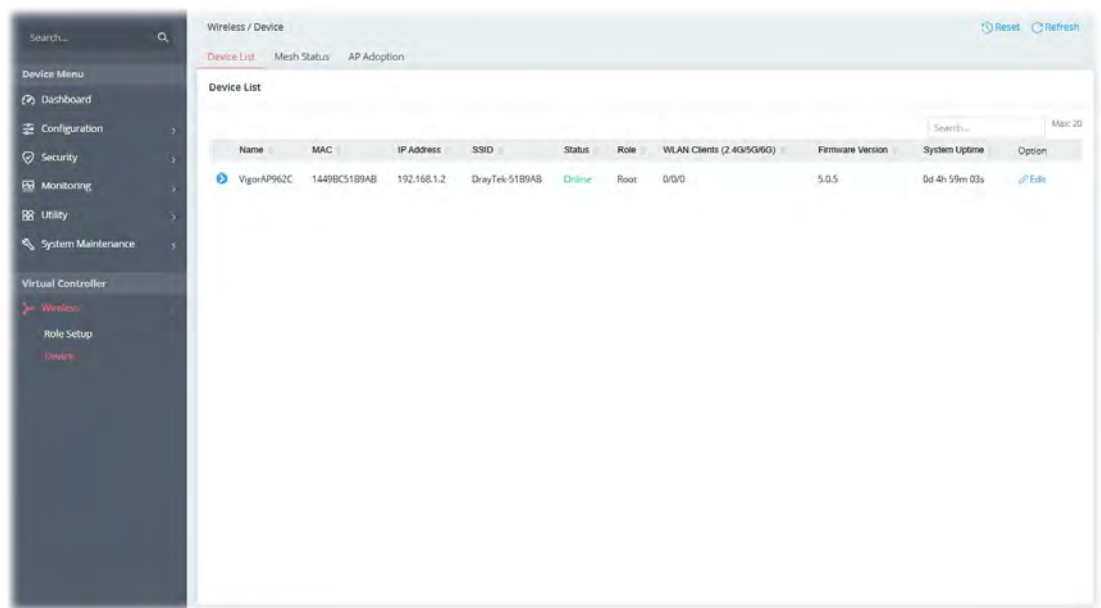 Search...
Device Menu
Dashboard
Configuration
Security
Monitoring
Utility
System Maintenance
Virtual Controller
Wireless
Role Setup
Device
Wireless / Device
Reset Refresh
Device List Mesh Status AP Adoption
Device List
Search... Max: 20
Name MAC IP Address SSID Status Role WLAN Clients (2.4G/5G/6G) Firmware Version System Uptime Option
VigorAP962C 1449BC51B9AB 192.168.1.2 DrayTek-51B9AB Online Root 0/0/0 5.0.5 0d 4h 59m 03s Edit